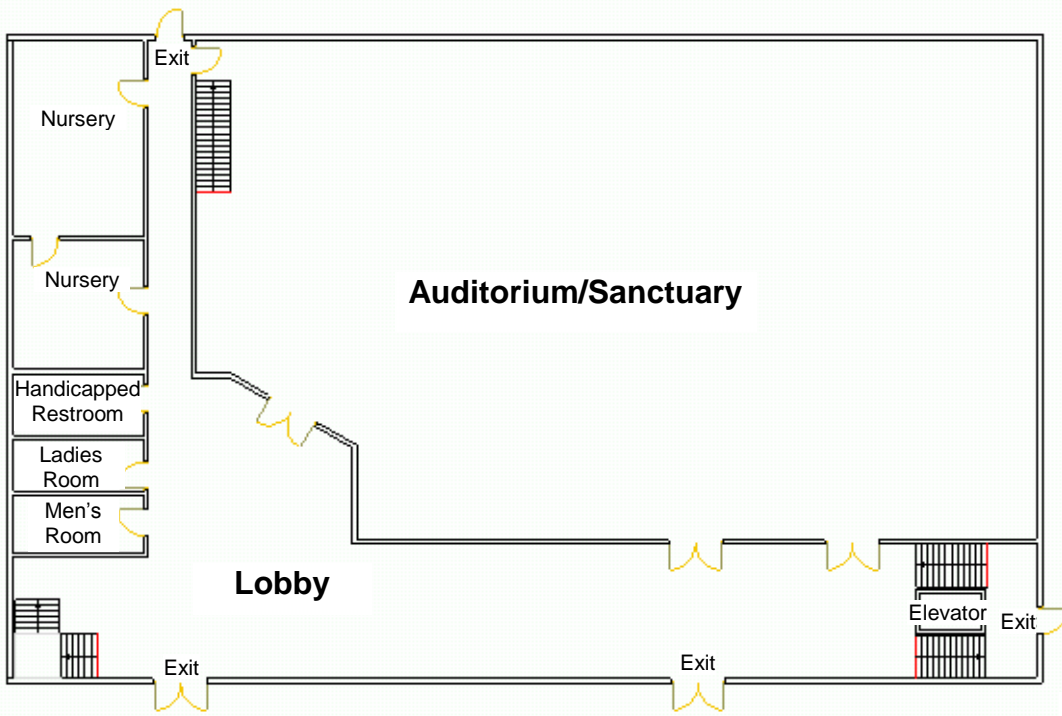 Exit
Nursery
Nursery
Auditorium/Sanctuary
Handicapped
Restroom
Ladies
Room
Men’s
Room
Lobby
Elevator
Exit
Exit
Exit